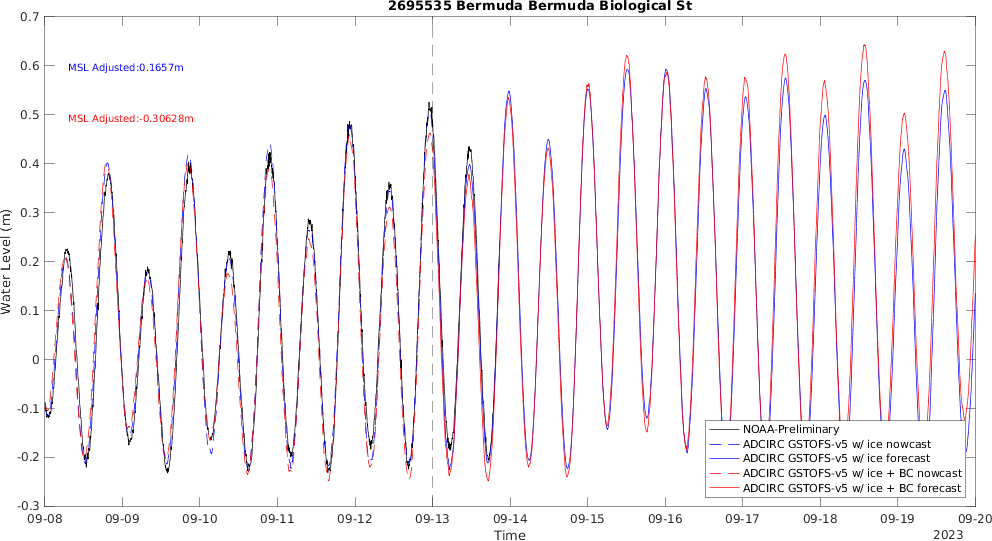 2695535 Bermuda Bermuda Biological St
0.7
0.6
0.5
0.4
0.3
0.2
0.1
0
-0.1
-0.2
-0.3
Water Level (m)
MSL Adjusted:0.1657m
MSL Adjusted:-0.30628m
NOAA-Preliminary
ADCIRC GSTOFS-v5 w/ ice nowcast
ADCIRC GSTOFS-v5 w/ ice forecast
ADCIRC GSTOFS-v5 w/ ice + BC nowcast
ADCIRC GSTOFS-v5 w/ ice + BC forecast
09-08 09-09 09-10 09-11 09-12 09-13 09-14 09-15 09-16 09-17 09-18 09-19 09-20
Time
2023